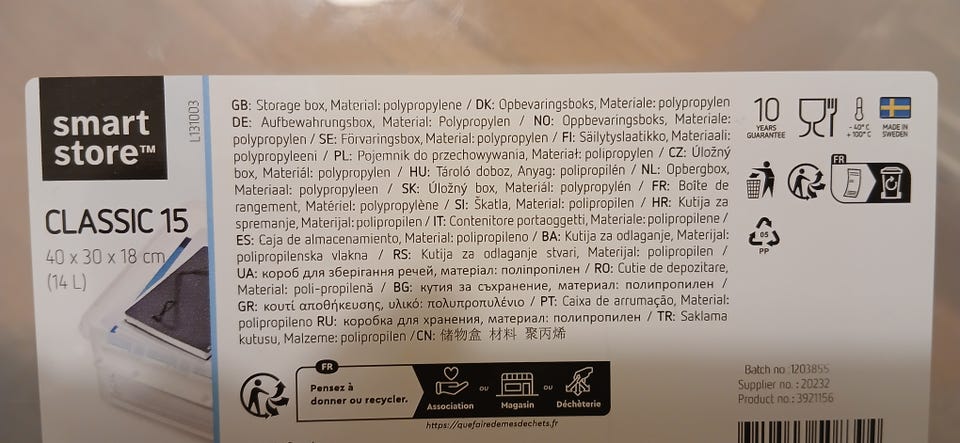 smart
store™
L131003
CLASSIC 15
40 x 30 x 18 cm
(14 L)
GB: Storage box, Material: polypropylene / DK: Opbevaringsboks, Materiale: polypropylen
DE: Aufbewahrungsbox, Material: Polypropylen / NO: Oppbevaringsboks, Materiale:
polypropylen / SE: Förvaringsbox, Material: polypropylen / FI: Säilytyslaatikko, Materiaali:
polypropyleeni / PL: Pojemnik do przechowywania, Materiał: polipropylen / CZ: Úložný
box, Materiál: polypropylen / HU: Tároló doboz, Anyag: polipropilén / NL: Opbergbox,
Materiaal: polypropyleen / SK: Úložný box, Materiál: polypropylén / FR: Boîte de
rangement, Matériel: polypropylène / SI: Škatla, Material: polipropilen / HR: Kutija za
spremanje, Materijal: polipropilen / IT: Contenitore portaoggetti, Materiale: polipropilene /
ES: Caja de almacenamiento, Material: polipropileno / BA: Kutija za odlaganje, Materijal:
polipropilenska vlakna / RS: Kutija za odlaganje stvari, Materijal: polipropilen /
UA: короб для зберігання речей, матеріал: поліпропілен / RO: Cutie de depozitare,
Material: poli-propilenă / BG: кутия за съхранение, материал: полипропилен /
GR: κουτί αποθήκευσης, υλικό: πολυπροπυλένιο / PT: Caixa de arrumação, Material:
polipropileno RU: коробка для хранения, материал: полипропилен / TR: Saklama
kutusu, Malzeme: polipropilen /CN: 储物盒 材料 聚丙烯
10
YEARS
GUARANTEE
- 40° C
+ 100° C
MADE IN
SWEDEN
FR
05
PP
FR
Pensez à
donner ou recycler.
Association
ou
Magasin
ou
Déchèterie
https://quefairedemesdechets.fr/
Batch no :1203855
Supplier no. : 20232
Product no.: 3921156